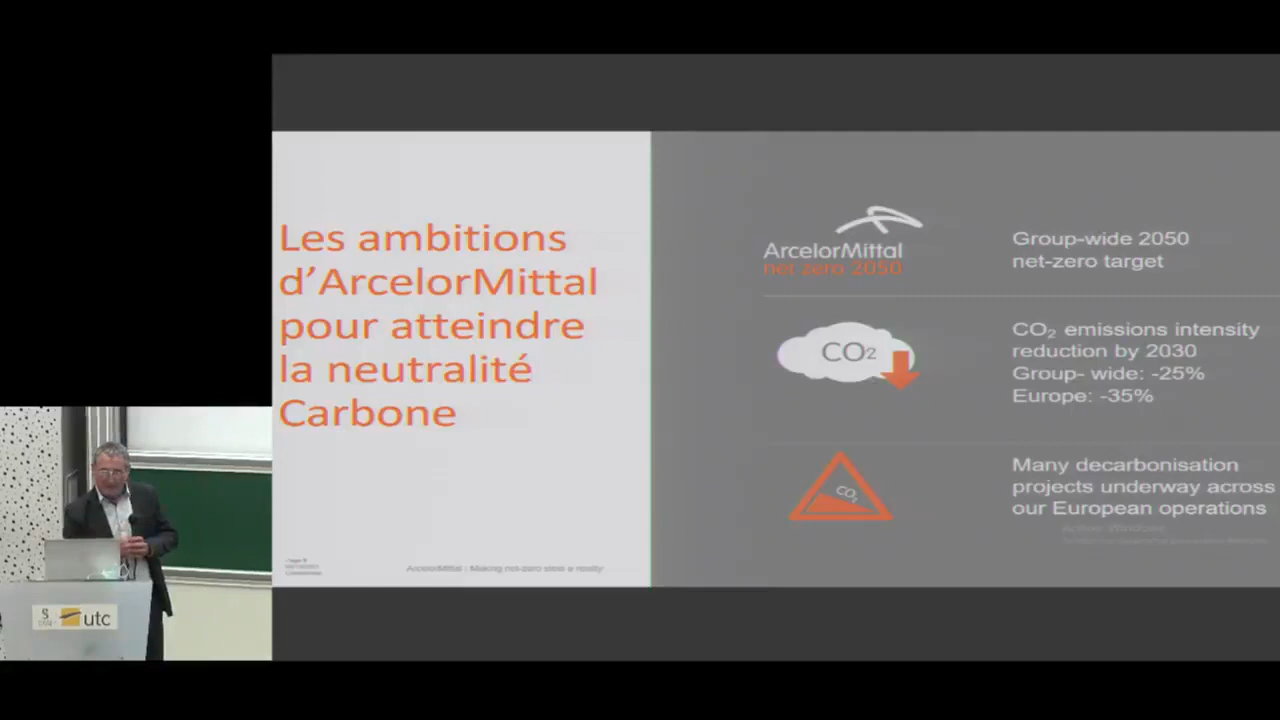 Les ambitions
d'ArcelorMittal
pour atteindre
la neutralité
Carbone
ArcelorMittal : Making net-zero steel a reality
ArcelorMittal
net zero 2050
Group-wide 2050
net-zero target
CO2
CO₂ emissions intensity
reduction by 2030
Group- wide: -25%
Europe: -35%
CO2
Many decarbonisation
projects underway across
our European operations
Activer Windows
utc